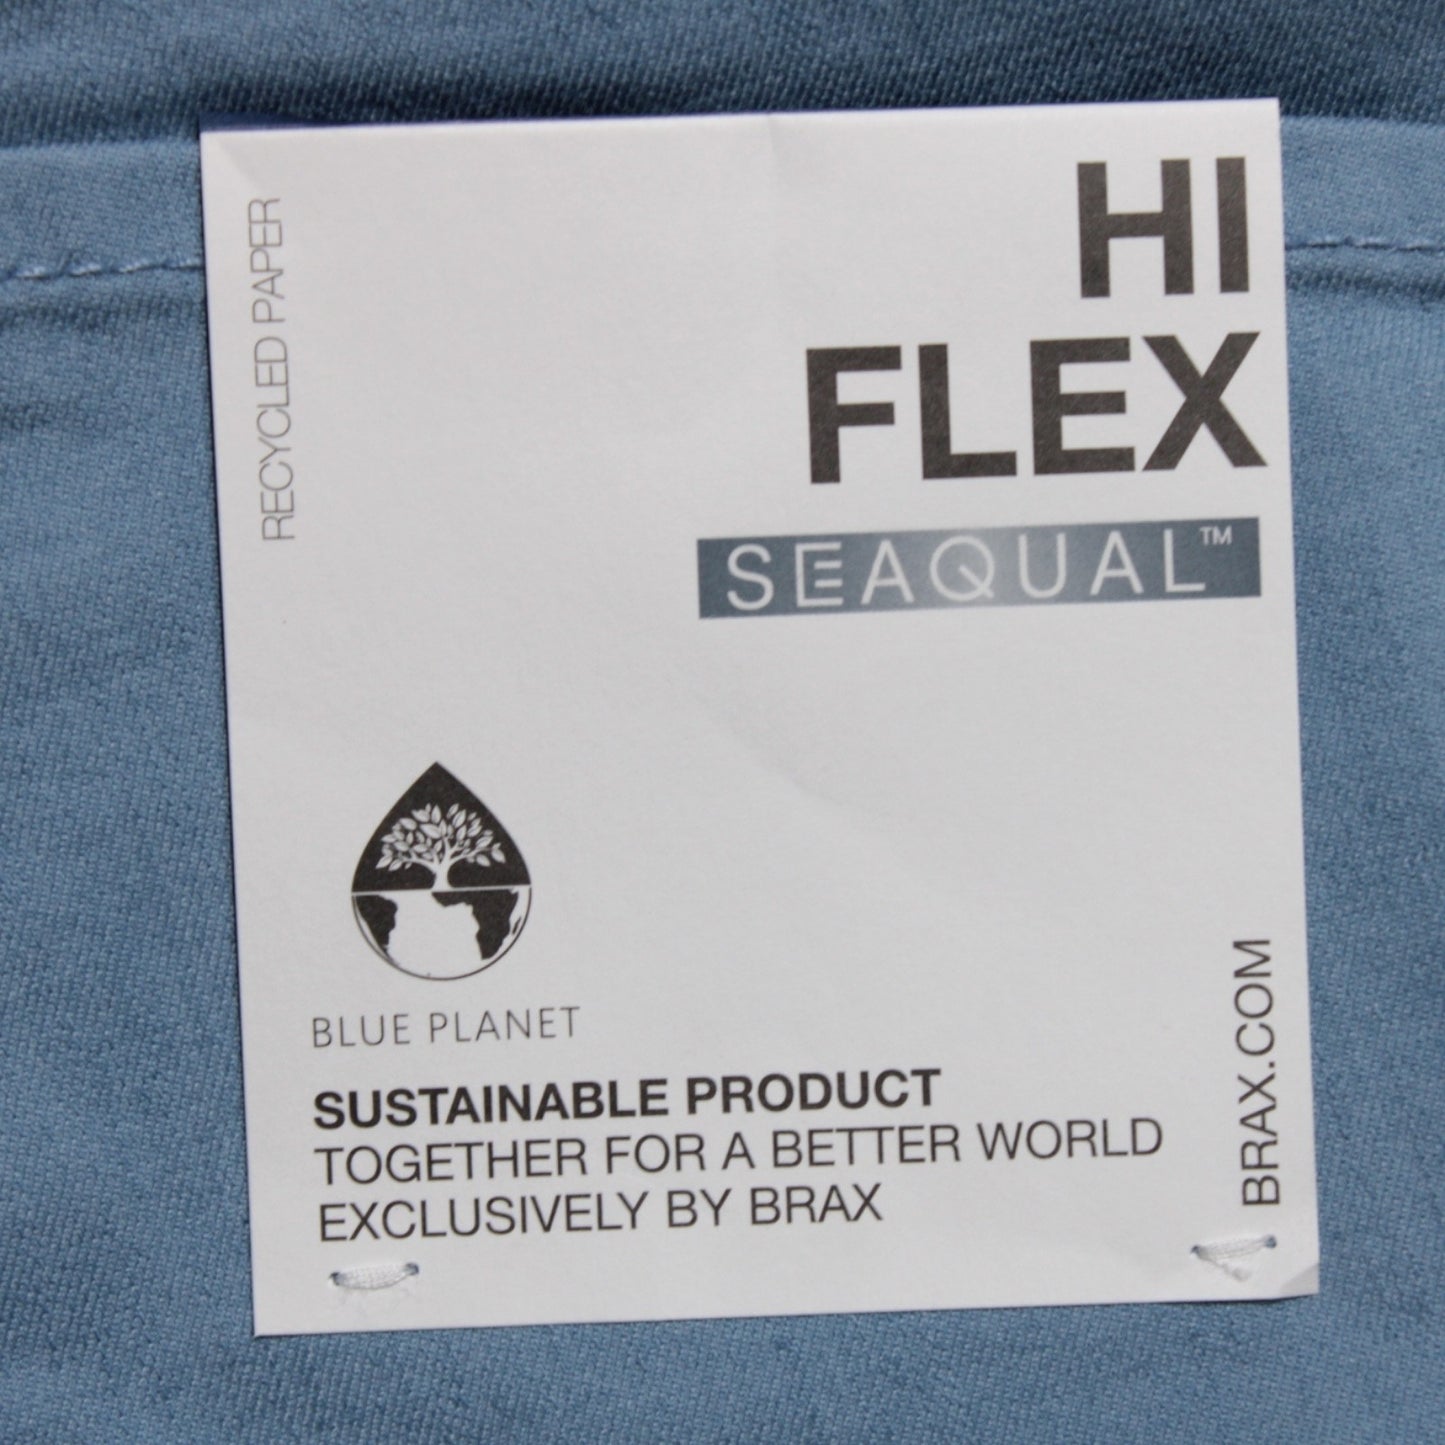 RECYCLED PAPER
HI
FLEX
SEAQUAL™
BLUE PLANET
SUSTAINABLE PRODUCT
TOGETHER FOR A BETTER WORLD
EXCLUSIVELY BY BRAX
BRAX.COM